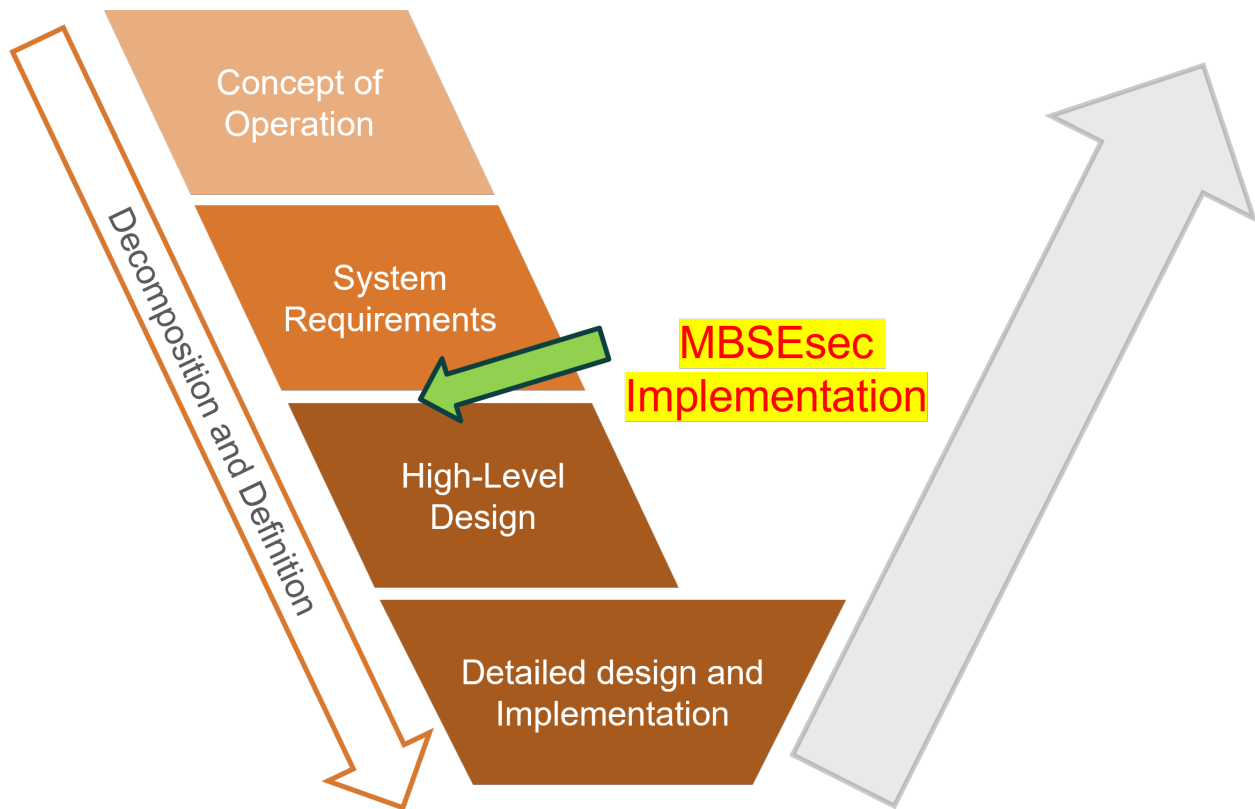 Concept of
Operation
Decomposition and Definition
System
Requirements
MBSEsec
Implementation
High-Level
Design
Detailed design and
Implementation